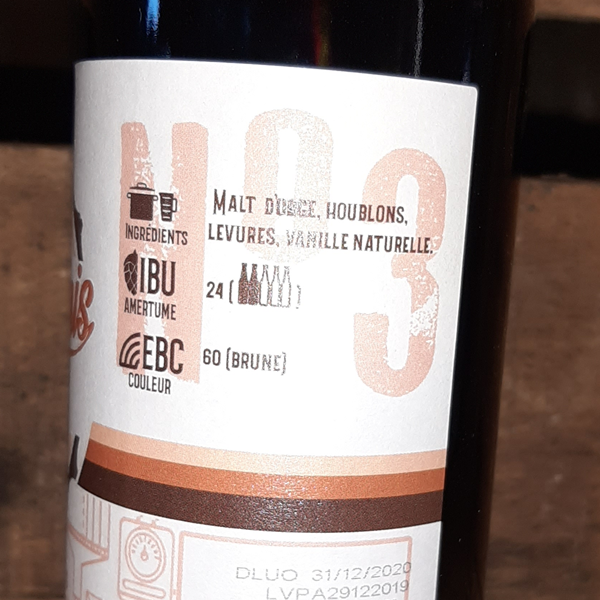 N°3
Ingrédients
Malt d'orge, houblons,
levures, vanille naturelle.
IBU
Amertume
24 ( )
EBC
Couleur
60 (brune)
DLUO 31/12/2020
LVPA29122019